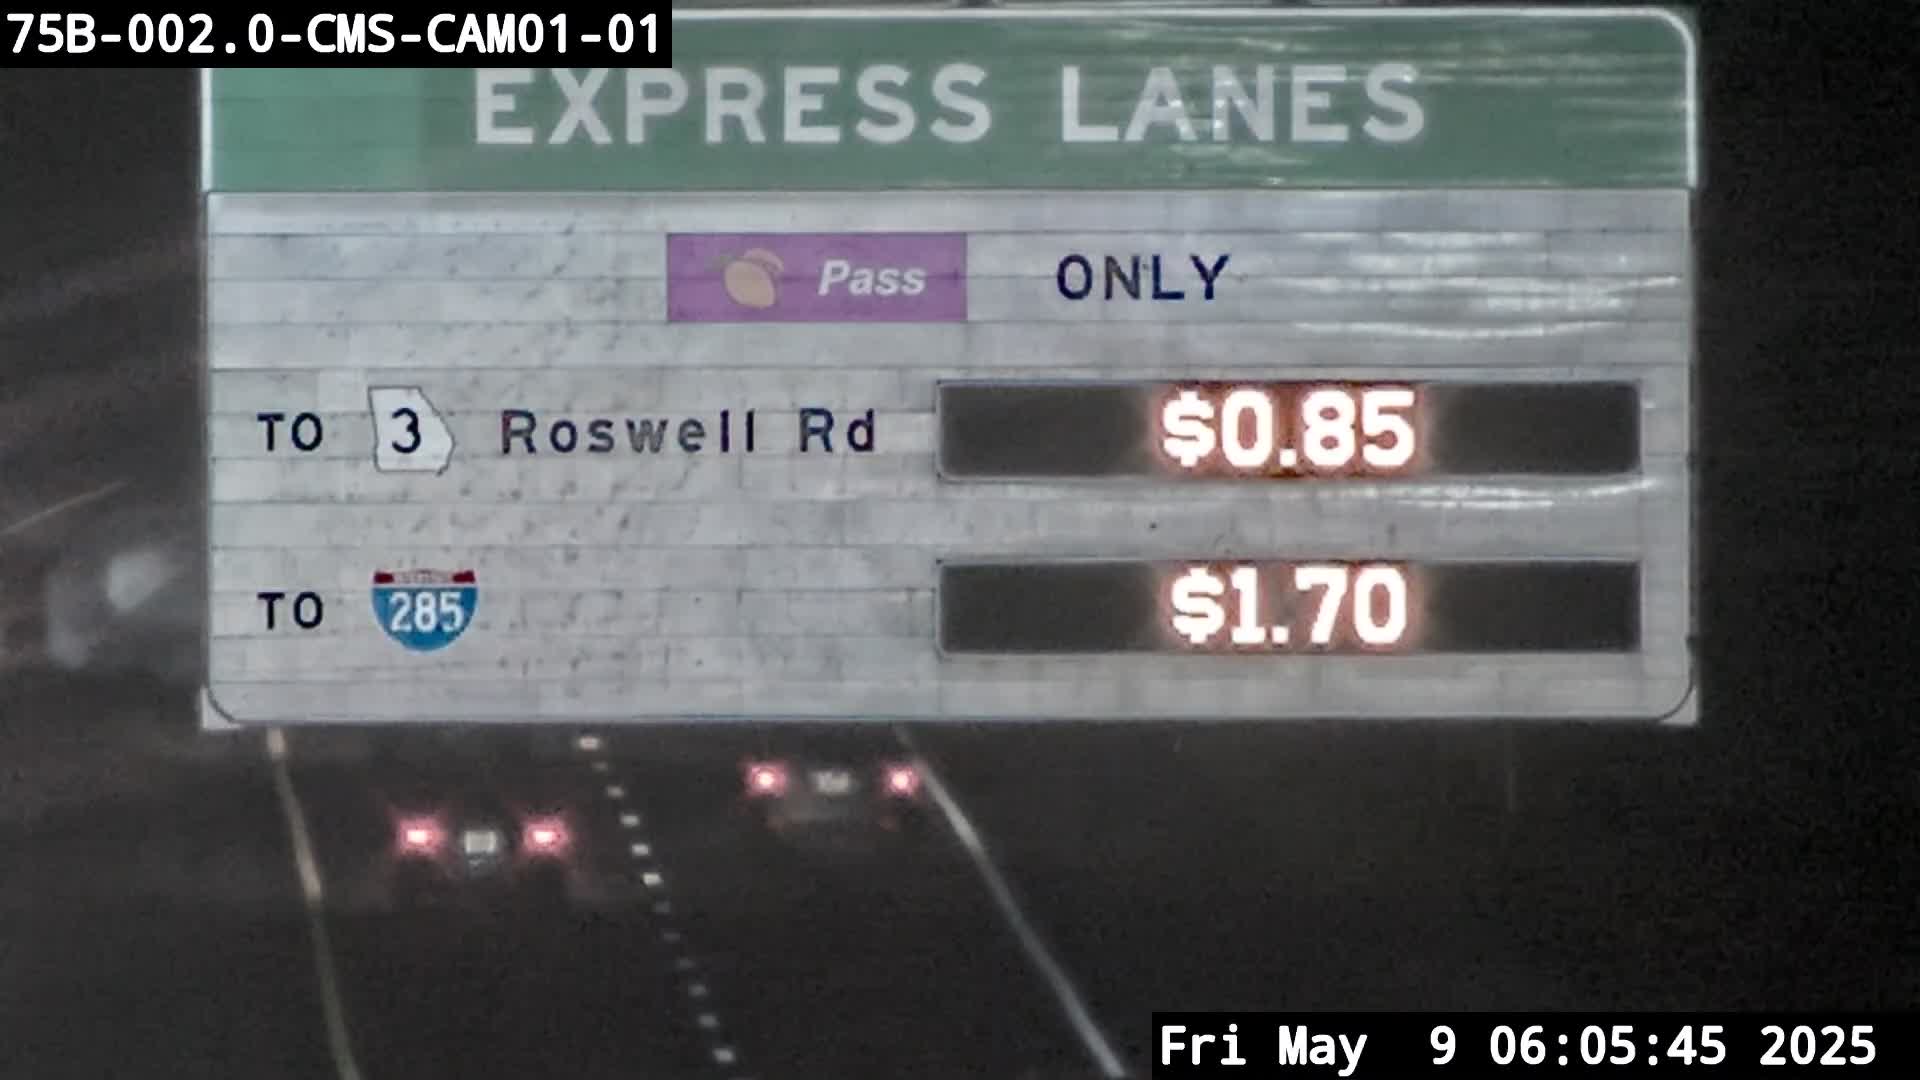 75B-002.0-CMS-CAM01-01
EXPRESS LANES
Pass ONLY
TO 3 Roswell Rd $0.85
TO 285 $1.70
Fri May 9 06:05:45 2025